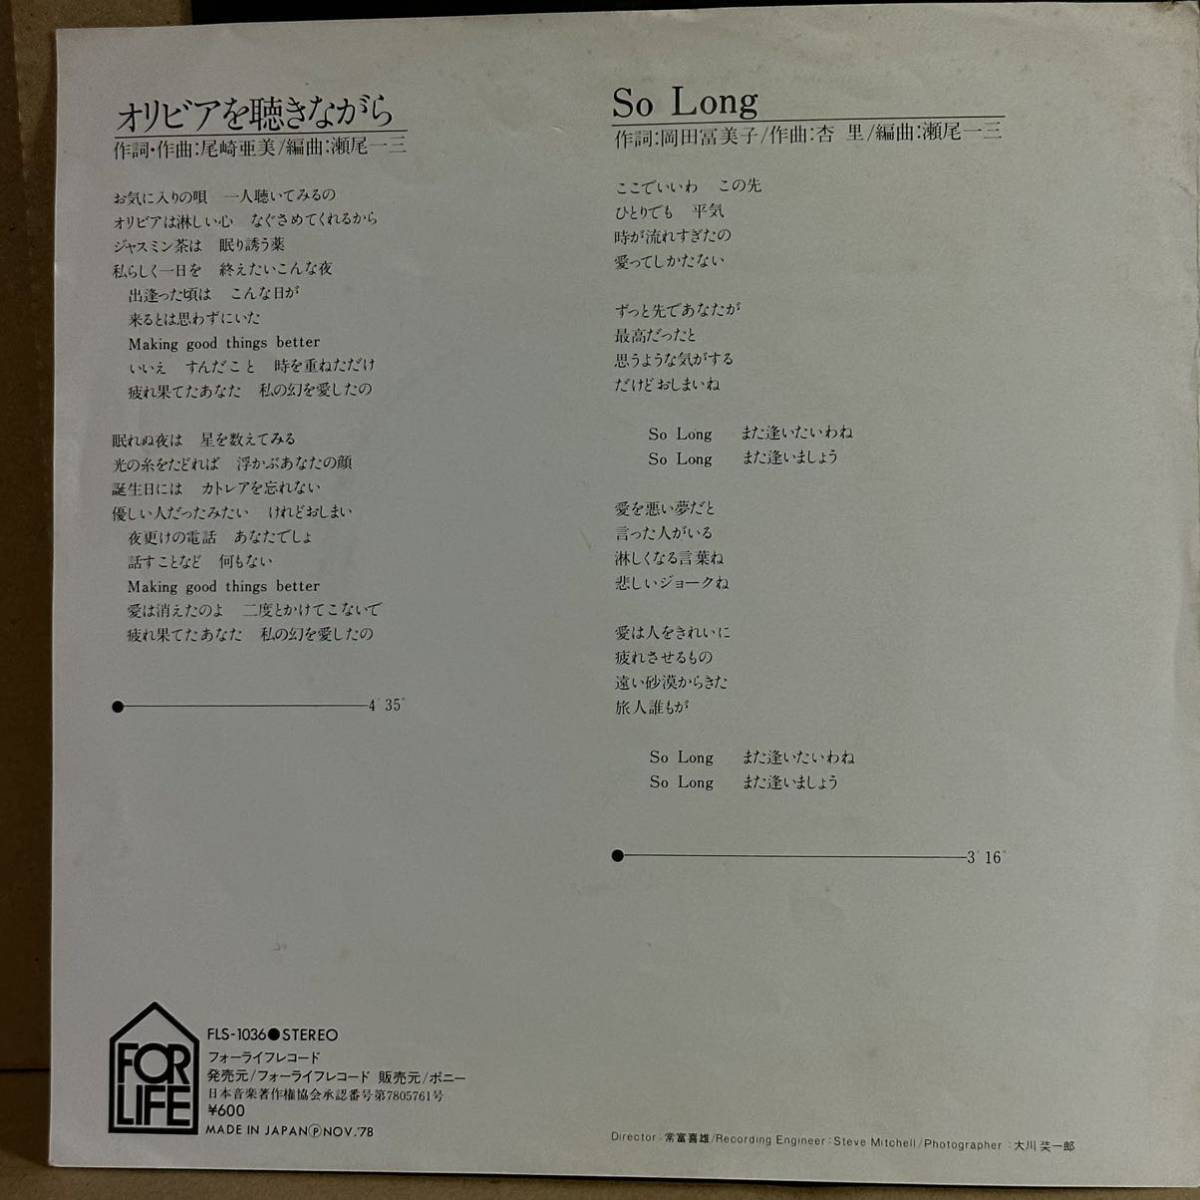 オリビアを聴きながら
作詞・作曲:尾崎亜美/編曲:瀬尾一三
お気に入りの唄　一人聴いてみるの
オリビアは淋しい心　なぐさめてくれるから
ジャスミン茶は　眠り誘う薬
私らしく一日を　終えたいこんな夜
出逢った頃は　こんな日が
来るとは思わずにいた
Making good things better
いいえ　すんだこと　時を重ねただけ
疲れ果てたあなた　私の幻を愛したの
眠れぬ夜は　星を数えてみる
光の糸をたどれば　浮かぶあなたの顔
誕生日には　カトレアを忘れない
優しい人だったみたい　けれどおしまい
夜更けの電話　あなたでしょ
話すことなど　何もない
Making good things better
愛は消えたのよ　二度とかけてこないで
疲れ果てたあなた　私の幻を愛したの
4′35″
So Long
作詞:岡田冨美子/作曲:杏 里/編曲:瀬尾一三
ここでいいわ　この先
ひとりでも　平気
時が流れすぎたの
愛ってしかたない
ずっと先であなたが
最高だったと
思うような気がする
だけどおしまいね
So Long　また逢いたいわね
So Long　また逢いましょう
愛を悪い夢だと
言った人がいる
淋しくなる言葉ね
悲しいジョークね
愛は人をきれいに
疲れさせるもの
遠い砂漠からきた
旅人誰もが
So Long　また逢いたいわね
So Long　また逢いましょう
3′16″
FOR
LIFE
FLS-1036●STEREO
フォーライフレコード
発売元/フォーライフレコード 販売元/ポニー
日本音楽著作権協会承認番号第7805761号
¥600
MADE IN JAPANⓅNOV.'78
Director:常富喜雄/Recording Engineer:Steve Mitchell/Photographer:大川奘一郎